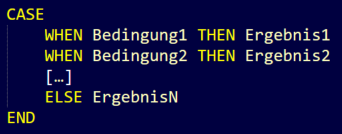 CASE
WHEN Bedingung1 THEN Ergebnis1
WHEN Bedingung2 THEN Ergebnis2
[…]
ELSE ErgebnisN
END